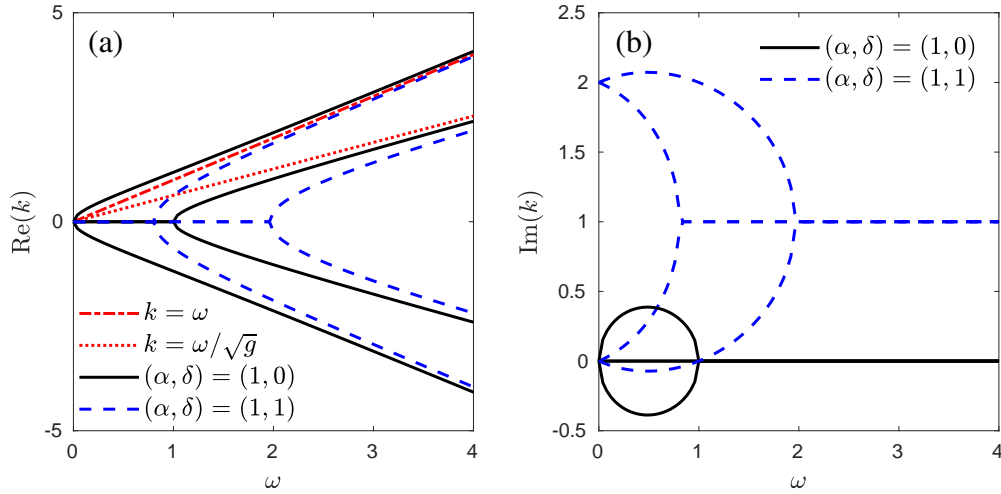 (a)
5
0
-5
Re(k)
0 1 2 3 4
ω
k = ω
k = ω/√g
(α, δ) = (1, 0)
(α, δ) = (1, 1)
(b)
2.5
2
1.5
1
0.5
0
-0.5
Im(k)
0 1 2 3 4
ω
(α, δ) = (1, 0)
(α, δ) = (1, 1)